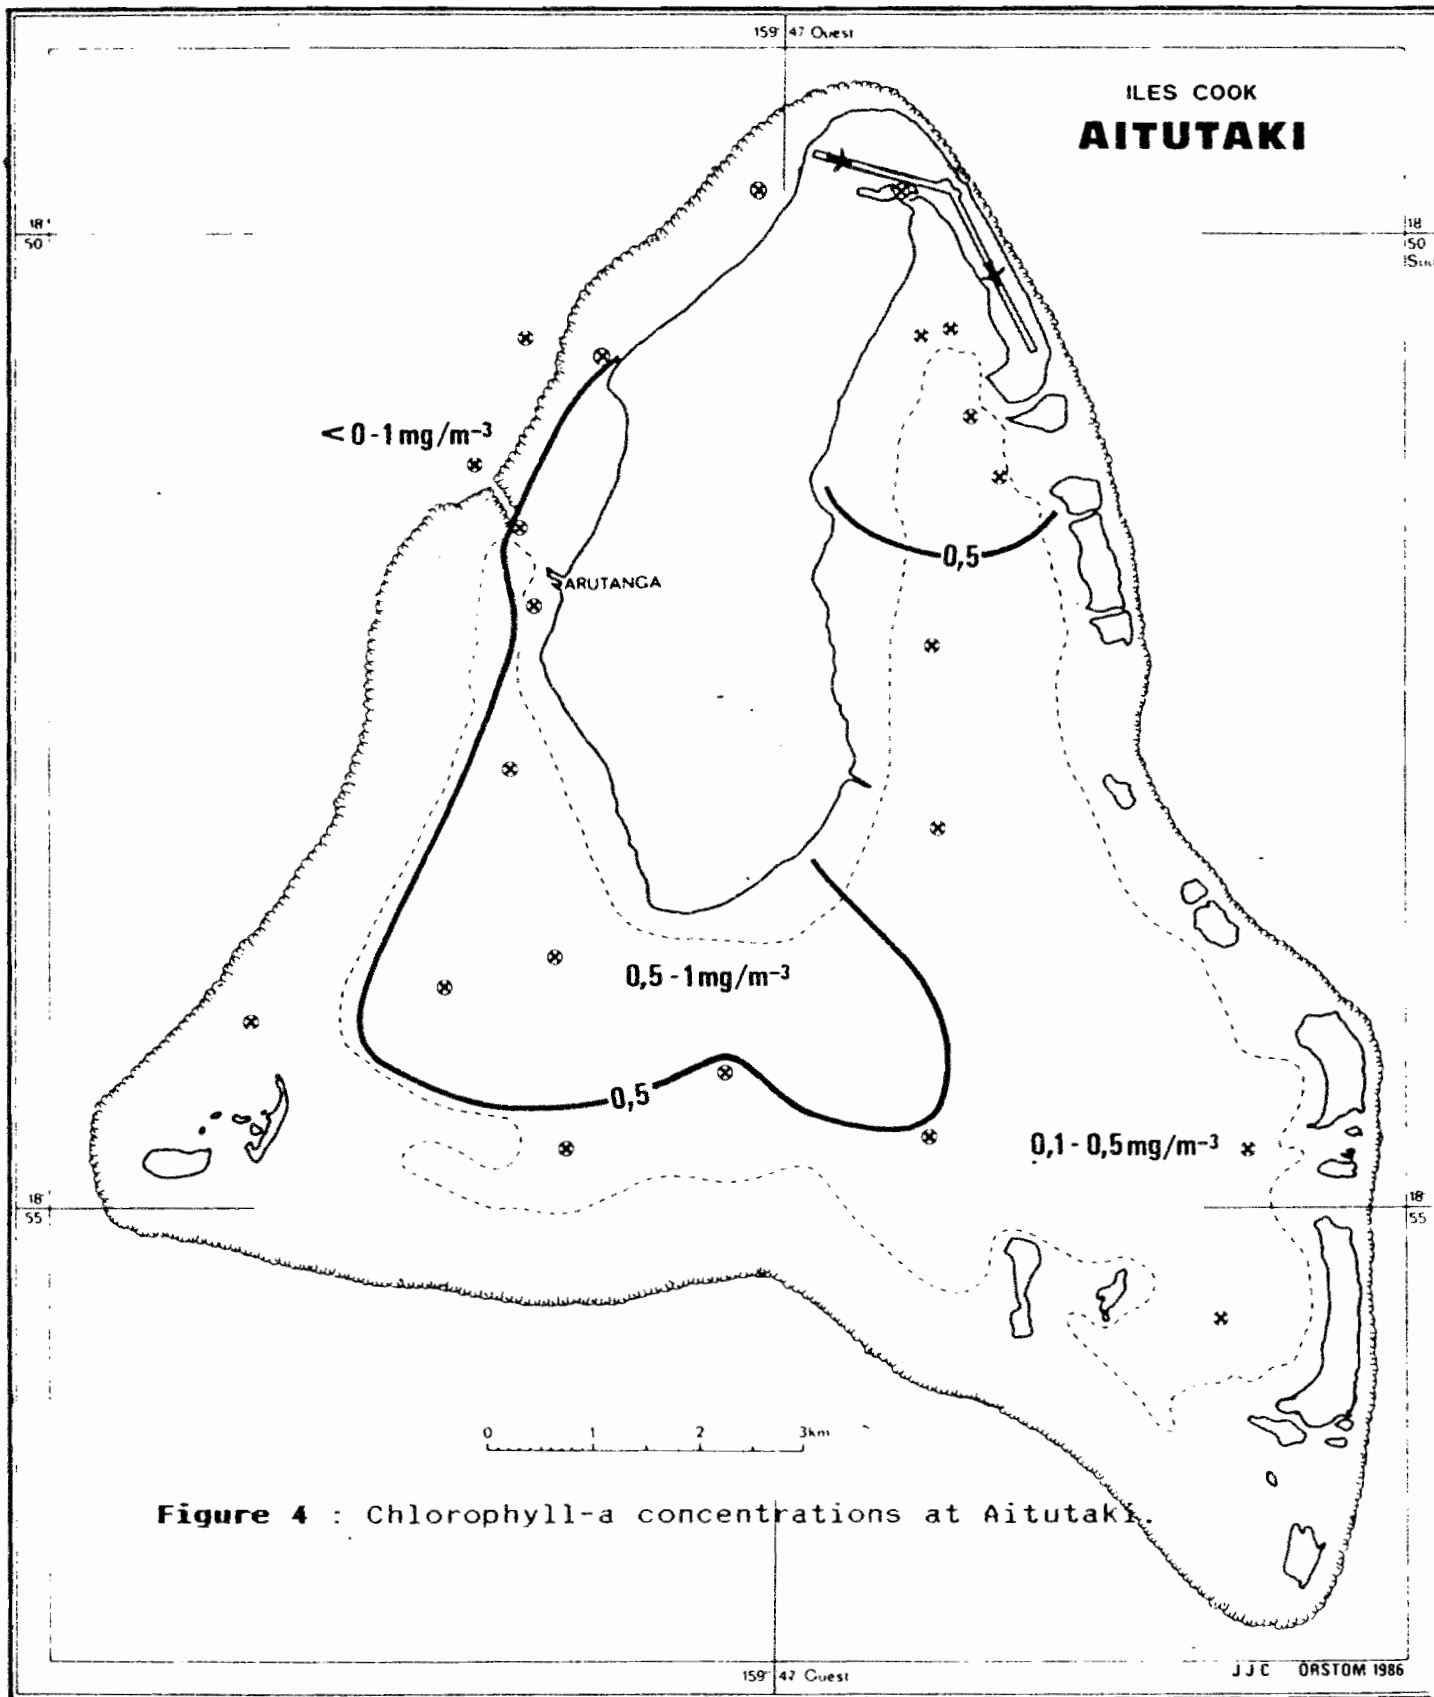 159° 47 Ouest
ILES COOK
AITUTAKI
18°
50
18
50
< 0-1 mg/m⁻³
0,5
ARUTANGA
0,5 - 1 mg/m⁻³
0,5
0,1 - 0,5 mg/m⁻³
18
55
18
55
0 1 2 3km
Figure 4 : Chlorophyll-a concentrations at Aitutaki.
159° 47 Ouest
JJC ORSTOM 1986